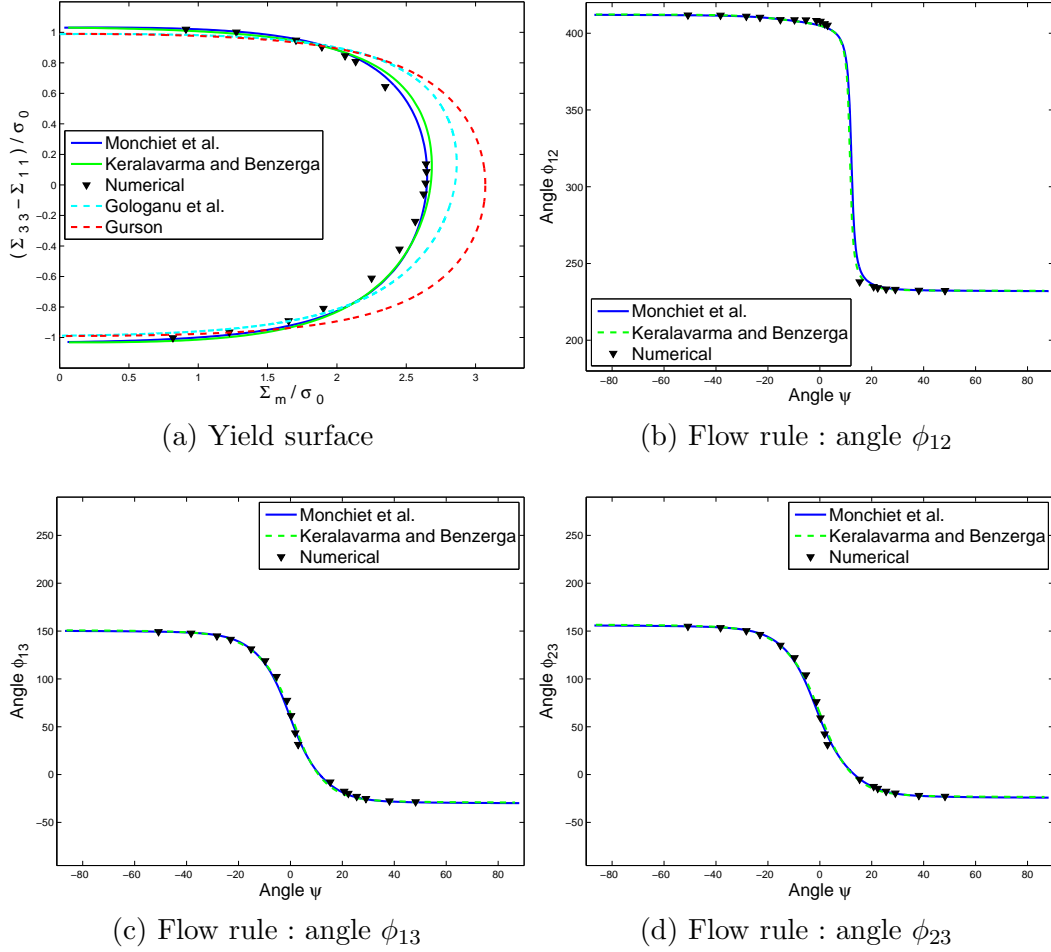 1
0.8
0.6
0.4
0.2
0
−0.2
−0.4
−0.6
−0.8
−1
(Σ33−Σ11)/σ0
Monchiet et al.
Keralavarma and Benzerga
Numerical
Gologanu et al.
Gurson
0 0.5 1 1.5 2 2.5 3
Σm/σ0
(a) Yield surface
400
350
300
250
200
Angle ϕ12
Monchiet et al.
Keralavarma and Benzerga
Numerical
−80 −60 −40 −20 0 20 40 60 80
Angle ψ
(b) Flow rule : angle ϕ12
250
200
150
100
50
0
−50
Angle ϕ13
Monchiet et al.
Keralavarma and Benzerga
Numerical
−80 −60 −40 −20 0 20 40 60 80
Angle ψ
(c) Flow rule : angle ϕ13
250
200
150
100
50
0
−50
Angle ϕ23
Monchiet et al.
Keralavarma and Benzerga
Numerical
−80 −60 −40 −20 0 20 40 60 80
Angle ψ
(d) Flow rule : angle ϕ23